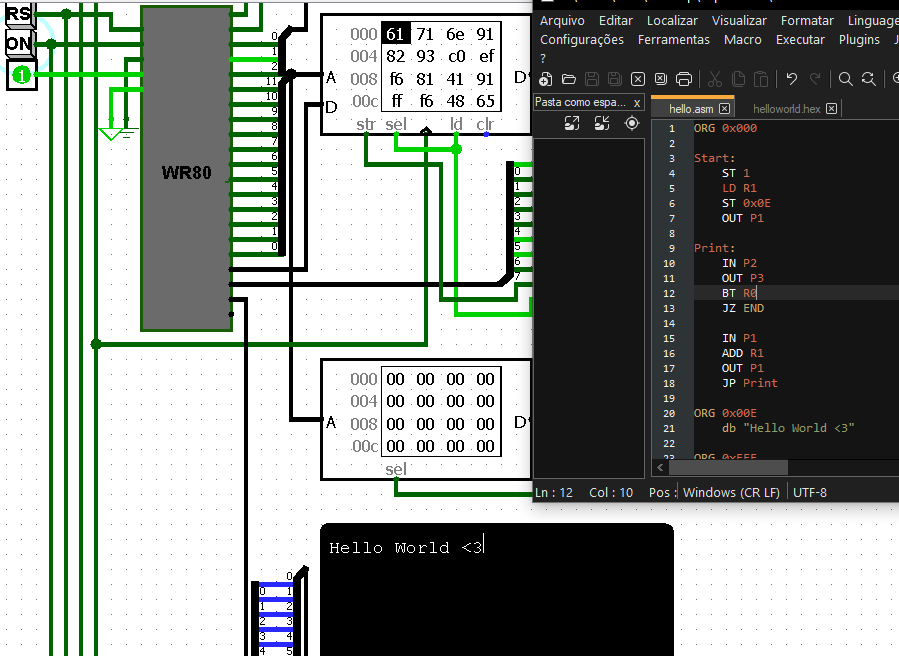 RS
ON
1
WR80
0
1
2
11
10
9
8
7
6
5
4
3
2
1
0
000 61 71 6e 91
004 82 93 c0 ef
008 f6 81 41 91
00c ff f6 48 65
A
D
D
str sel ld clr
0
1
2
3
4
5
6
7
000 00 00 00 00
004 00 00 00 00
008 00 00 00 00
00c 00 00 00 00
A
D
sel
Hello World <3
0
0 1
1 2
2 3
3 4
4 5
Arquivo Editar Localizar Visualizar Formatar Linguage
Configurações Ferramentas Macro Executar Plugins J
?
Pasta como espa... x
hello.asm
helloworld.hex
1 ORG 0x000
2
3 Start:
4 ST 1
5 LD R1
6 ST 0x0E
7 OUT P1
8
9 Print:
10 IN P2
11 OUT P3
12 BT R0
13 JZ END
14
15 IN P1
16 ADD R1
17 OUT P1
18 JP Print
19
20 ORG 0x00E
21 db "Hello World <3"
22
23 ORG 0xFFF
Ln : 12 Col : 10 Pos : Windows (CR LF) UTF-8